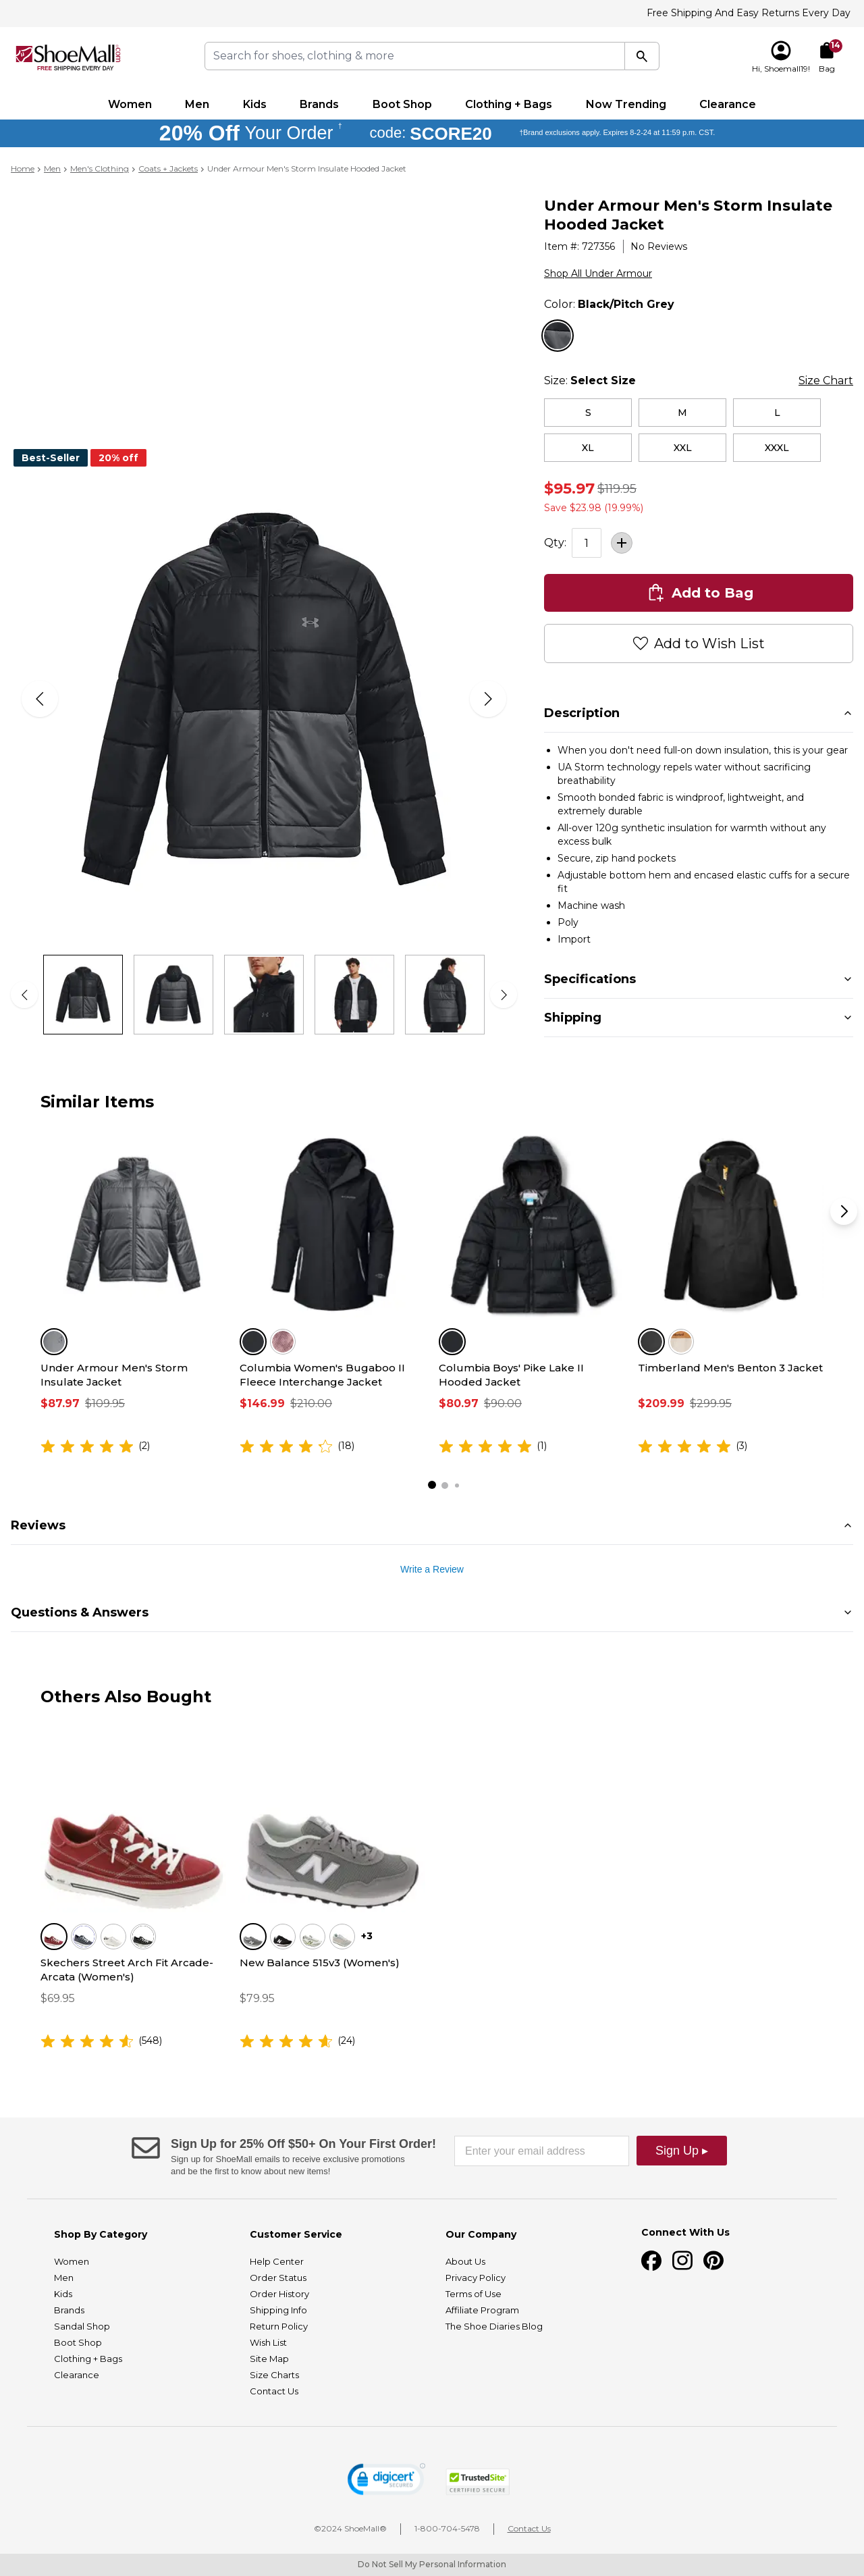 Free Shipping And Easy Returns Every Day
ShoeMall.com
FREE SHIPPING EVERY DAY
Search for shoes, clothing & more
14
Hi, Shoemall19!
Bag
Women
Men
Kids
Brands
Boot Shop
Clothing + Bags
Now Trending
Clearance
20% Off Your Order † code: SCORE20 †Brand exclusions apply. Expires 8-2-24 at 11:59 p.m. CST.
Home > Men > Men's Clothing > Coats + Jackets > Under Armour Men's Storm Insulate Hooded Jacket
Under Armour Men's Storm Insulate
Hooded Jacket
Item #: 727356 | No Reviews
Shop All Under Armour
Color: Black/Pitch Grey
Size: Select Size
Size Chart
S
M
L
XL
XXL
XXXL
Best-Seller
20% off
$95.97 $119.95
Save $23.98 (19.99%)
Qty: 1
Add to Bag
Add to Wish List
Description
• When you don't need full-on down insulation, this is your gear
• UA Storm technology repels water without sacrificing
breathability
• Smooth bonded fabric is windproof, lightweight, and
extremely durable
• All-over 120g synthetic insulation for warmth without any
excess bulk
• Secure, zip hand pockets
• Adjustable bottom hem and encased elastic cuffs for a secure
fit
• Machine wash
• Poly
• Import
Specifications
Shipping
Similar Items
Under Armour Men's Storm
Insulate Jacket
$87.97 $109.95
(2)
Columbia Women's Bugaboo II
Fleece Interchange Jacket
$146.99 $210.00
(18)
Columbia Boys' Pike Lake II
Hooded Jacket
$80.97 $90.00
(1)
Timberland Men's Benton 3 Jacket
$209.99 $299.95
(3)
Reviews
Write a Review
Questions & Answers
Others Also Bought
Skechers Street Arch Fit Arcade-
Arcata (Women's)
$69.95
(548)
N
+3
New Balance 515v3 (Women's)
$79.95
(24)
Sign Up for 25% Off $50+ On Your First Order!
Sign up for ShoeMall emails to receive exclusive promotions
and be the first to know about new items!
Enter your email address
Sign Up ▸
Shop By Category
Women
Men
Kids
Brands
Sandal Shop
Boot Shop
Clothing + Bags
Clearance
Customer Service
Help Center
Order Status
Order History
Shipping Info
Return Policy
Wish List
Site Map
Size Charts
Contact Us
Our Company
About Us
Privacy Policy
Terms of Use
Affiliate Program
The Shoe Diaries Blog
Connect With Us
digicert
SECURED
TrustedSite
CERTIFIED SECURE
©2024 ShoeMall® | 1-800-704-5478 | Contact Us
Do Not Sell My Personal Information